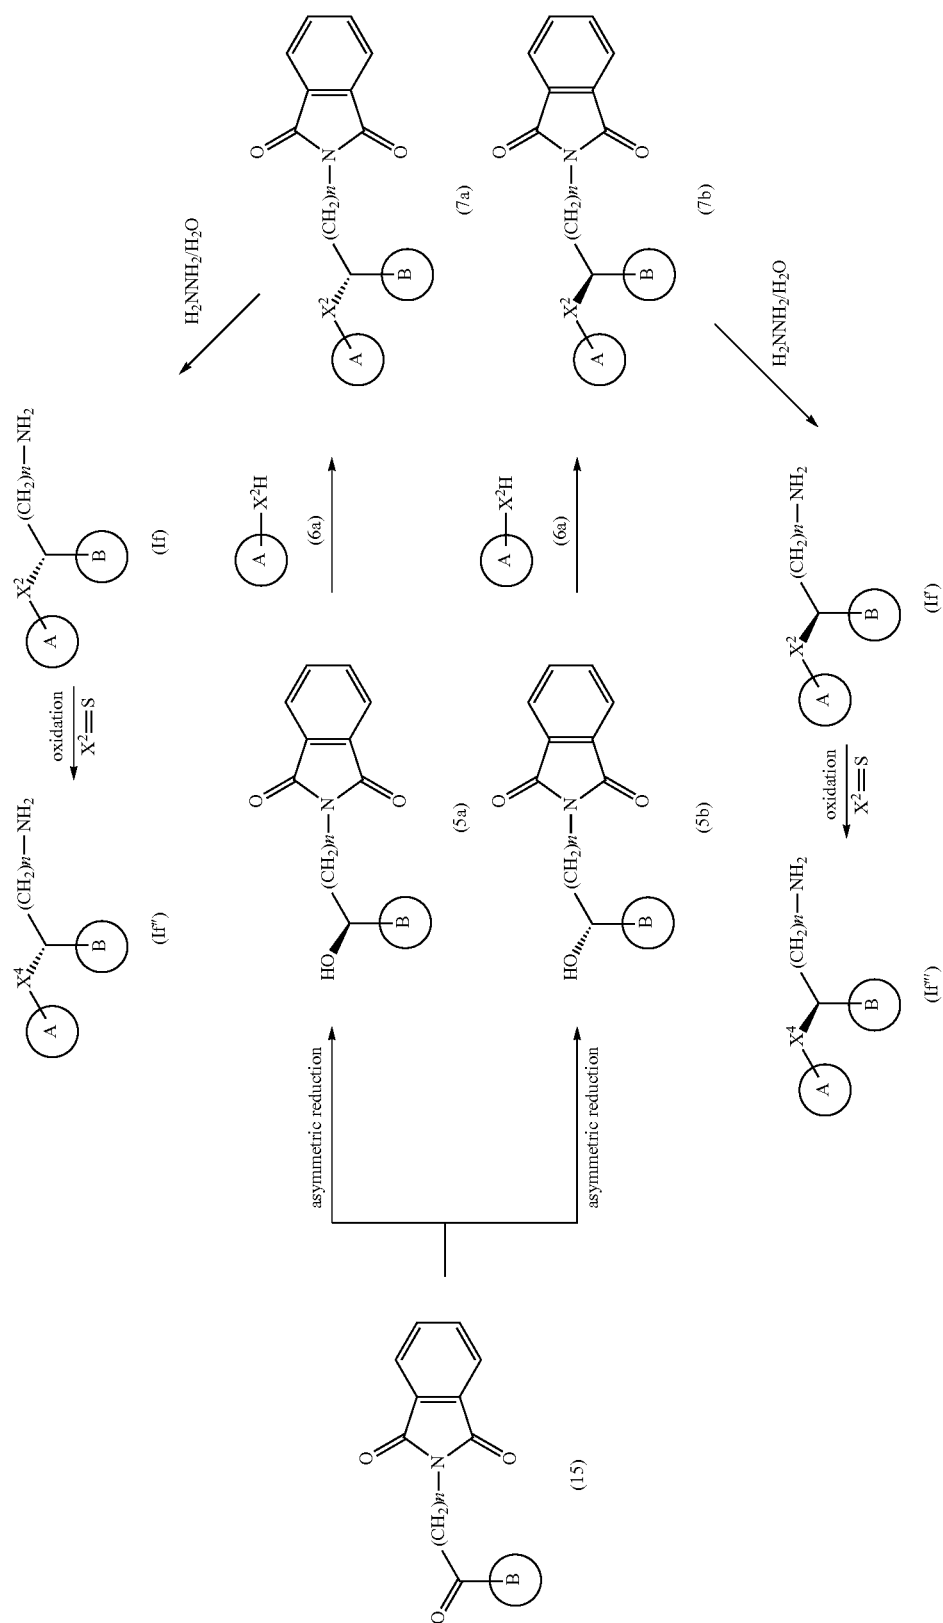 A
X⁴
(CH₂)n—NH₂
B
(If'')
oxidation
X²=S
A
X²
(CH₂)n—NH₂
B
(If)
H₂NNH₂/H₂O
O
B
(CH₂)n—N
O
O
(15)
asymmetric reduction
HO
B
(CH₂)n—N
O
O
(5a)
A
X²H
(6a)
A
X²
B
(CH₂)n—N
O
O
(7a)
asymmetric reduction
HO
B
(CH₂)n—N
O
O
(5b)
A
X²H
(6a)
A
X²
B
(CH₂)n—N
O
O
(7b)
A
X⁴
(CH₂)n—NH₂
B
(If''')
oxidation
X²=S
A
X²
(CH₂)n—NH₂
B
(If')
H₂NNH₂/H₂O